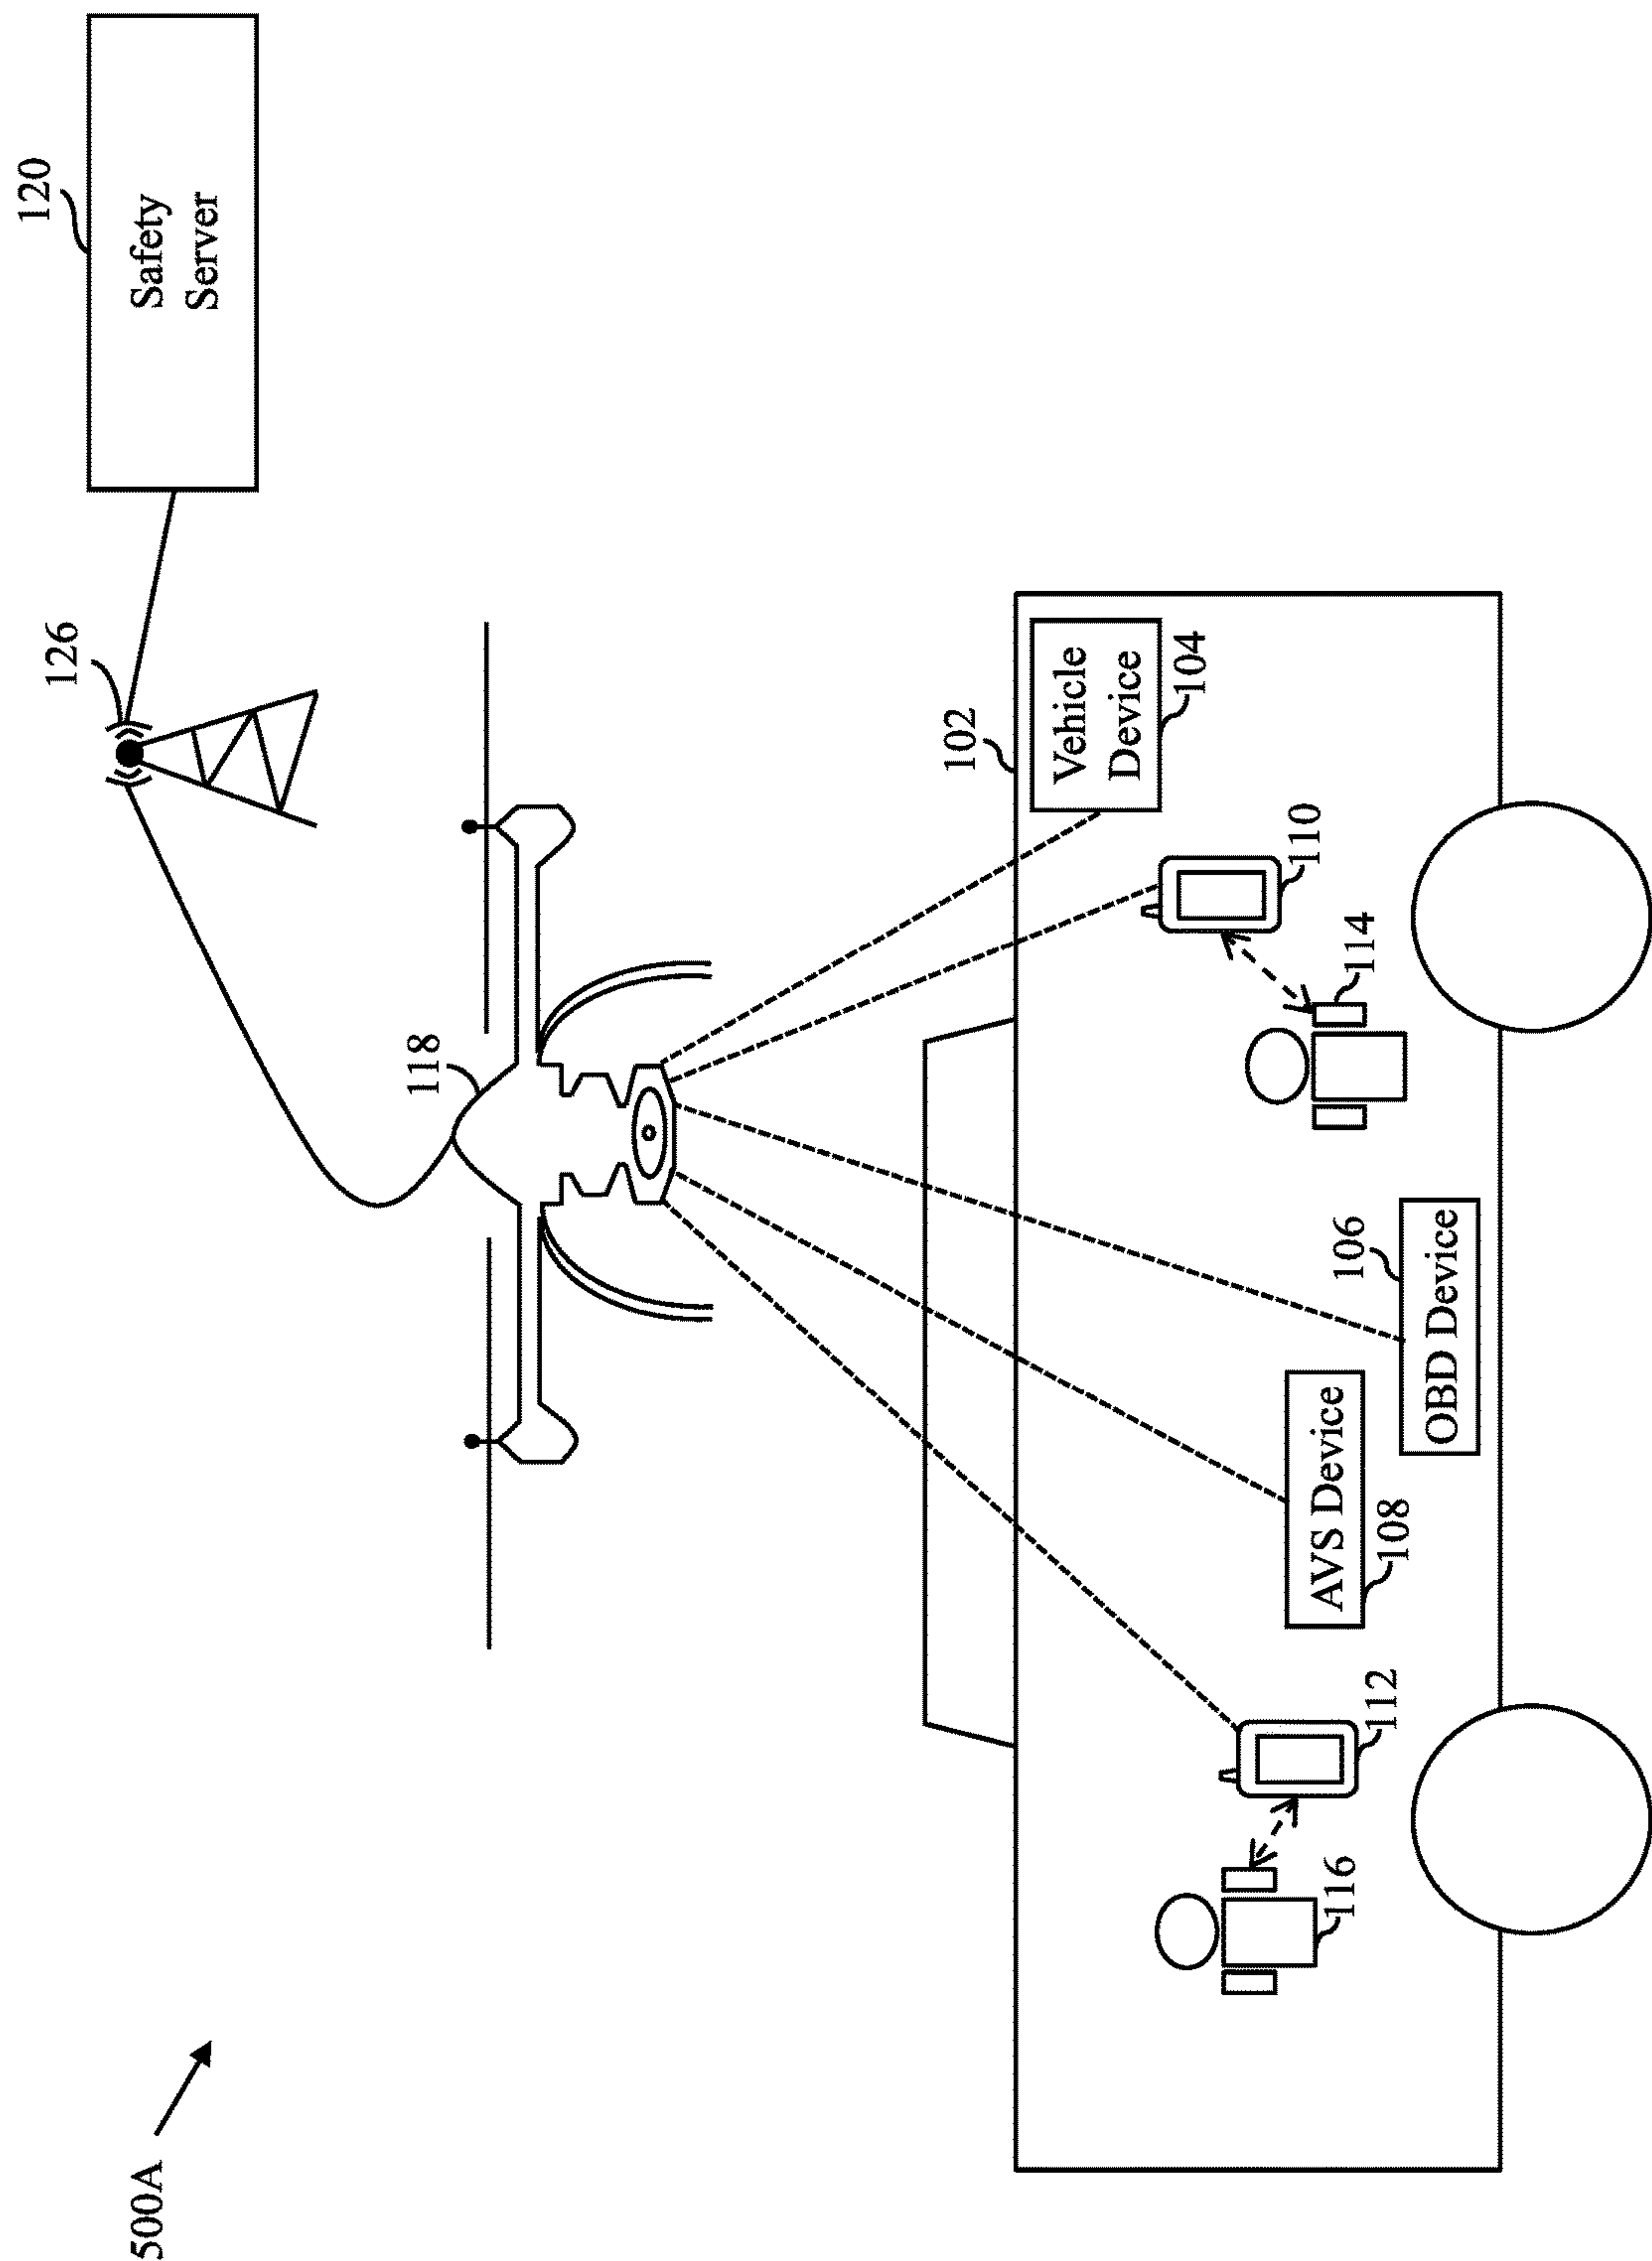 500A
120
Safety
Server
126
118
102
Vehicle
Device
104
110
114
106
OBD Device
AVS Device
108
112
116